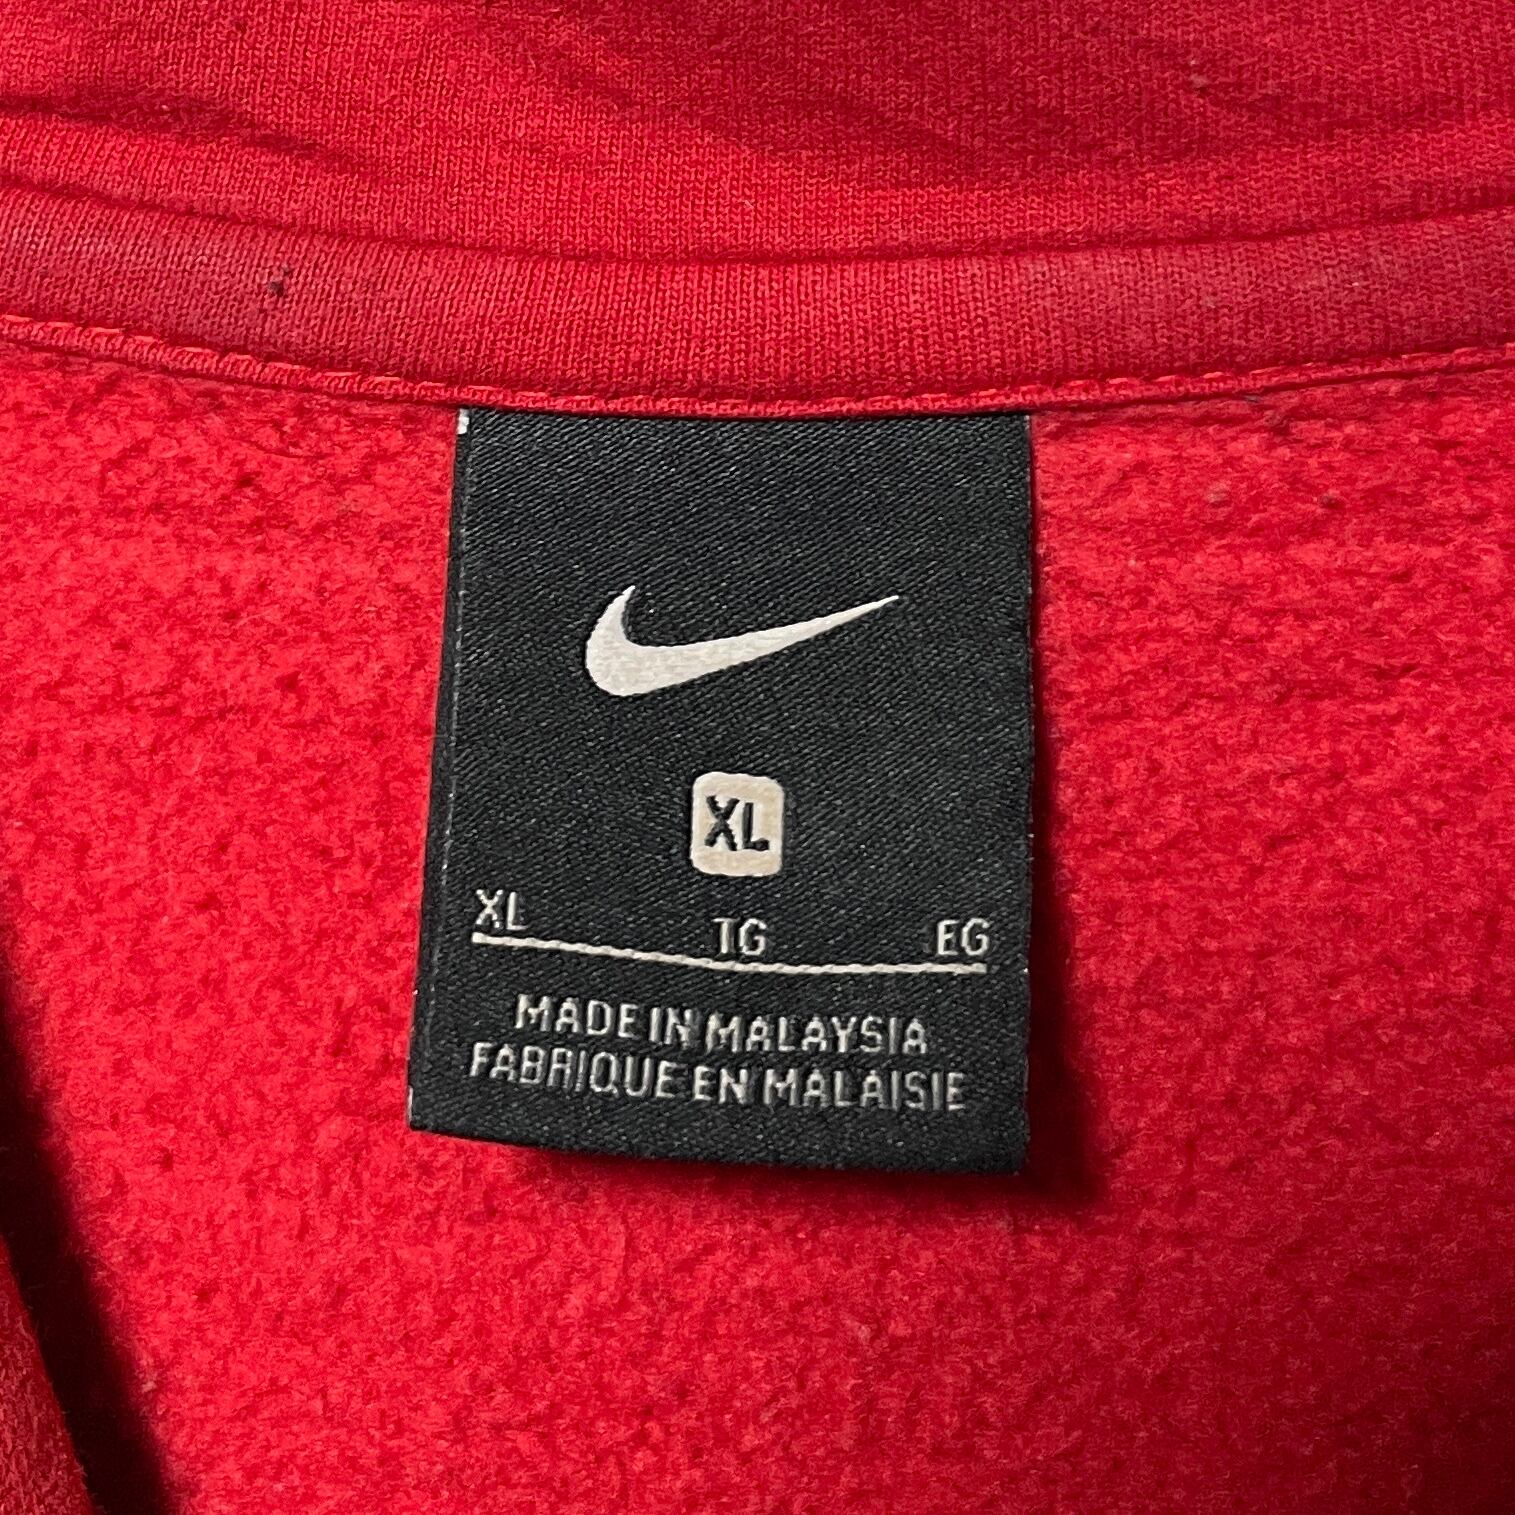 XL
XL TG EG
MADE IN MALAYSIA
FABRIQUE EN MALAISIE